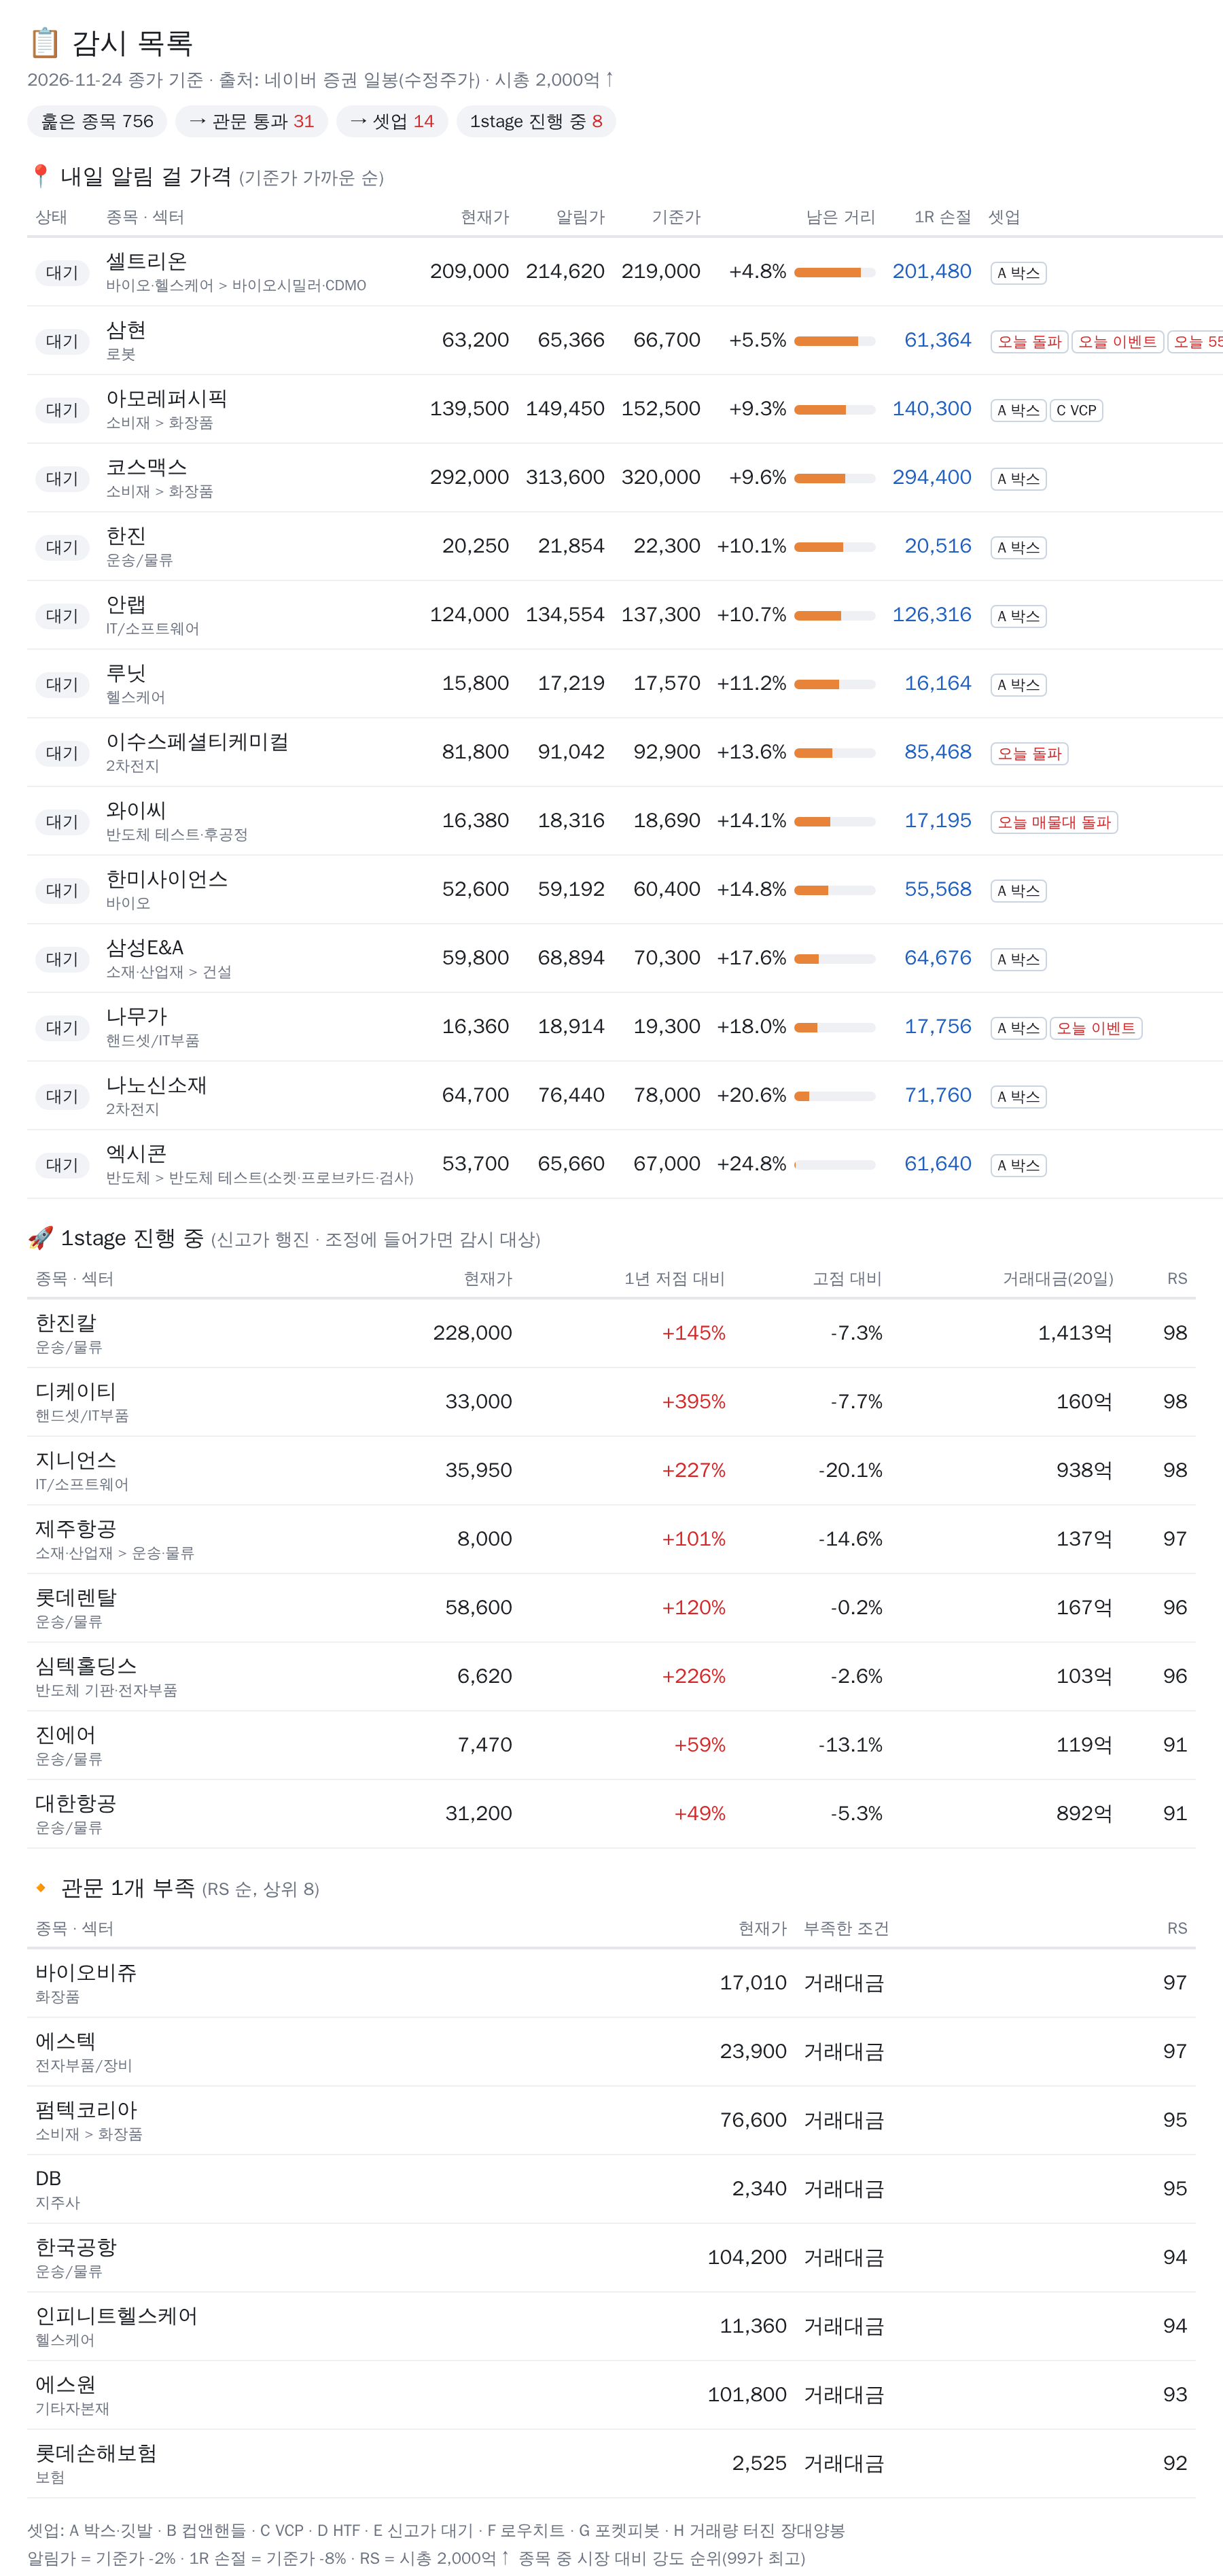 📋 감시 목록
2026-11-24 종가 기준 · 출처: 네이버 증권 일봉(수정주가) · 시총 2,000억↑
훑은 종목 756 → 관문 통과 31 → 셋업 14 1stage 진행 중 8
📍 내일 알림 걸 가격 (기준가 가까운 순)
상태 종목 · 섹터 현재가 알림가 기준가 남은 거리 1R 손절 셋업
대기 셀트리온 209,000 214,620 219,000 +4.8% 201,480 A 박스
바이오·헬스케어 > 바이오시밀러·CDMO
대기 삼현 63,200 65,366 66,700 +5.5% 61,364 오늘 돌파 오늘 이벤트 오늘 55
로봇
대기 아모레퍼시픽 139,500 149,450 152,500 +9.3% 140,300 A 박스 C VCP
소비재 > 화장품
대기 코스맥스 292,000 313,600 320,000 +9.6% 294,400 A 박스
소비재 > 화장품
대기 한진 20,250 21,854 22,300 +10.1% 20,516 A 박스
운송/물류
대기 안랩 124,000 134,554 137,300 +10.7% 126,316 A 박스
IT/소프트웨어
대기 루닛 15,800 17,219 17,570 +11.2% 16,164 A 박스
헬스케어
대기 이수스페셜티케미컬 81,800 91,042 92,900 +13.6% 85,468 오늘 돌파
2차전지
대기 와이씨 16,380 18,316 18,690 +14.1% 17,195 오늘 매물대 돌파
반도체 테스트·후공정
대기 한미사이언스 52,600 59,192 60,400 +14.8% 55,568 A 박스
바이오
대기 삼성E&A 59,800 68,894 70,300 +17.6% 64,676 A 박스
소재·산업재 > 건설
대기 나무가 16,360 18,914 19,300 +18.0% 17,756 A 박스 오늘 이벤트
핸드셋/IT부품
대기 나노신소재 64,700 76,440 78,000 +20.6% 71,760 A 박스
2차전지
대기 엑시콘 53,700 65,660 67,000 +24.8% 61,640 A 박스
반도체 > 반도체 테스트(소켓·프로브카드·검사)
🚀 1stage 진행 중 (신고가 행진 · 조정에 들어가면 감시 대상)
종목 · 섹터 현재가 1년 저점 대비 고점 대비 거래대금(20일) RS
한진칼 228,000 +145% -7.3% 1,413억 98
운송/물류
디케이티 33,000 +395% -7.7% 160억 98
핸드셋/IT부품
지니언스 35,950 +227% -20.1% 938억 98
IT/소프트웨어
제주항공 8,000 +101% -14.6% 137억 97
소재·산업재 > 운송·물류
롯데렌탈 58,600 +120% -0.2% 167억 96
운송/물류
심텍홀딩스 6,620 +226% -2.6% 103억 96
반도체 기판·전자부품
진에어 7,470 +59% -13.1% 119억 91
운송/물류
대한항공 31,200 +49% -5.3% 892억 91
운송/물류
🔸 관문 1개 부족 (RS 순, 상위 8)
종목 · 섹터 현재가 부족한 조건 RS
바이오비쥬 17,010 거래대금 97
화장품
에스텍 23,900 거래대금 97
전자부품/장비
펌텍코리아 76,600 거래대금 95
소비재 > 화장품
DB 2,340 거래대금 95
지주사
한국공항 104,200 거래대금 94
운송/물류
인피니트헬스케어 11,360 거래대금 94
헬스케어
에스원 101,800 거래대금 93
기타자본재
롯데손해보험 2,525 거래대금 92
보험
셋업: A 박스·깃발 · B 컵앤핸들 · C VCP · D HTF · E 신고가 대기 · F 로우치트 · G 포켓피봇 · H 거래량 터진 장대양봉
알림가 = 기준가 -2% · 1R 손절 = 기준가 -8% · RS = 시총 2,000억↑ 종목 중 시장 대비 강도 순위(99가 최고)